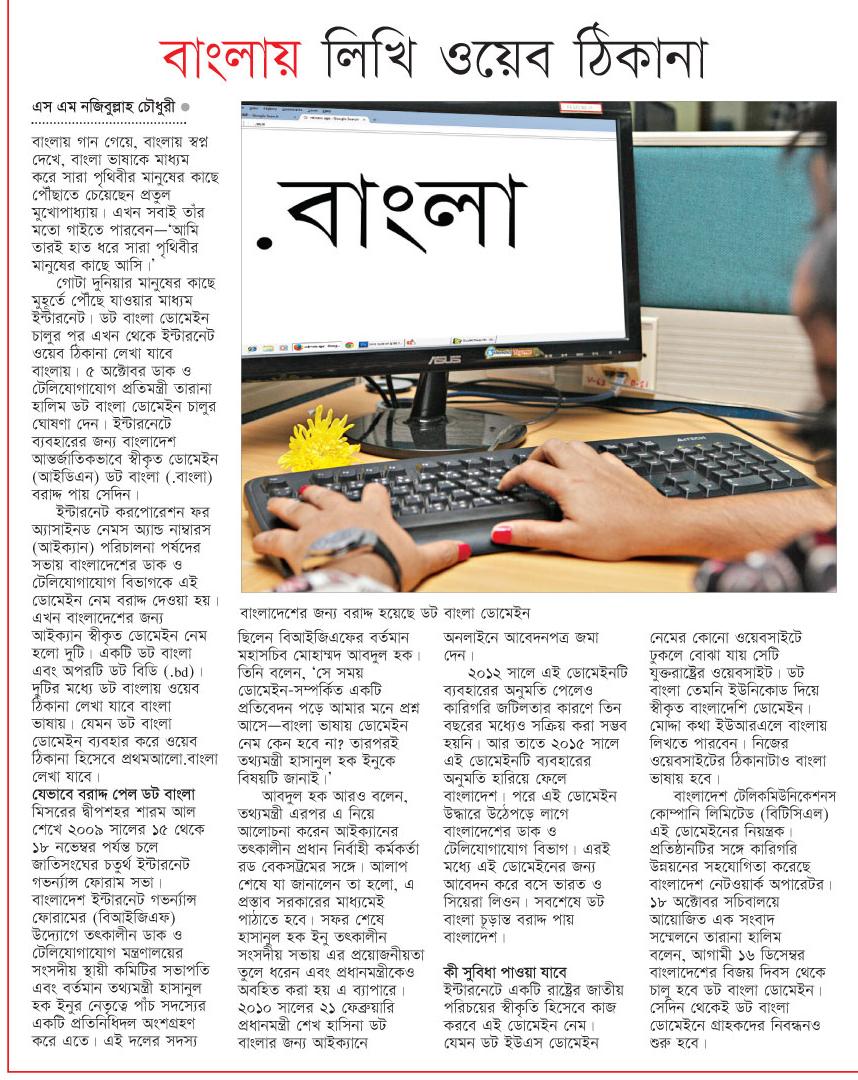 বাংলায় লিখি ওয়েব ঠিকানা
এস এম নজিবুল্লাহ চৌধুরী
বাংলায় গান গেয়ে, বাংলায় স্বপ্ন
দেখে, বাংলা ভাষাকে মাধ্যম
করে সারা পৃথিবীর মানুষের কাছে
পৌঁছাতে চেয়েছেন প্রতুল
মুখোপাধ্যায়। এখন সবাই তাঁর
মতো গাইতে পারবেন—‘আমি
তারই হাত ধরে সারা পৃথিবীর
মানুষের কাছে আসি।’
গোটা দুনিয়ার মানুষের কাছে
মুহূর্তে পৌঁছে যাওয়ার মাধ্যম
ইন্টারনেট। ডট বাংলা ডোমেইন
চালুর পর এখন থেকে ইন্টারনেট
ওয়েব ঠিকানা লেখা যাবে
বাংলায়। ৫ অক্টোবর ডাক ও
টেলিযোগাযোগ প্রতিমন্ত্রী তারানা
হালিম ডট বাংলা ডোমেইন চালুর
ঘোষণা দেন। ইন্টারনেটে
ব্যবহারের জন্য বাংলাদেশ
আন্তর্জাতিকভাবে স্বীকৃত ডোমেইন
(আইডিএন) ডট বাংলা (.বাংলা)
বরাদ্দ পায় সেদিন।
ইন্টারনেট করপোরেশন ফর
অ্যাসাইনড নেমস অ্যান্ড নাম্বারস
(আইক্যান) পরিচালনা পর্ষদের
সভায় বাংলাদেশের ডাক ও
টেলিযোগাযোগ বিভাগকে এই
ডোমেইন নেম বরাদ্দ দেওয়া হয়।
এখন বাংলাদেশের জন্য
আইক্যান স্বীকৃত ডোমেইন নেম
হলো দুটি। একটি ডট বাংলা
এবং অপরটি ডট বিডি (.bd)।
দুটির মধ্যে ডট বাংলায় ওয়েব
ঠিকানা লেখা যাবে বাংলা
ভাষায়। যেমন ডট বাংলা
ডোমেইন ব্যবহার করে ওয়েব
ঠিকানা হিসেবে প্রথমআলো.বাংলা
লেখা যাবে।
যেভাবে বরাদ্দ পেল ডট বাংলা
মিসরের দ্বীপশহর শারম আল
শেখে ২০০৯ সালের ১৫ থেকে
১৮ নভেম্বর পর্যন্ত চলে
জাতিসংঘের চতুর্থ ইন্টারনেট
গভর্ন্যান্স ফোরাম সভা।
বাংলাদেশ ইন্টারনেট গভর্ন্যান্স
ফোরামের (বিআইজিএফ)
উদ্যোগে তৎকালীন ডাক ও
টেলিযোগাযোগ মন্ত্রণালয়ের
সংসদীয় স্থায়ী কমিটির সভাপতি
এবং বর্তমান তথ্যমন্ত্রী হাসানুল
হক ইনুর নেতৃত্বে পাঁচ সদস্যের
একটি প্রতিনিধিদল অংশগ্রহণ
করে এতে। এই দলের সদস্য
.বাংলা
ASUS
A4TECH
বাংলাদেশের জন্য বরাদ্দ হয়েছে ডট বাংলা ডোমেইন
ছিলেন বিআইজিএফের বর্তমান
মহাসচিব মোহাম্মদ আবদুল হক।
তিনি বলেন, ‘সে সময়
ডোমেইন-সম্পর্কিত একটি
প্রতিবেদন পড়ে আমার মনে প্রশ্ন
আসে—বাংলা ভাষায় ডোমেইন
নেম কেন হবে না? তারপরই
তথ্যমন্ত্রী হাসানুল হক ইনুকে
বিষয়টি জানাই।’
আবদুল হক আরও বলেন,
তথ্যমন্ত্রী এরপর এ নিয়ে
আলোচনা করেন আইক্যানের
তৎকালীন প্রধান নির্বাহী কর্মকর্তা
রড বেকসট্রমের সঙ্গে। আলাপ
শেষে যা জানালেন তা হলো, এ
প্রস্তাব সরকারের মাধ্যমেই
পাঠাতে হবে। সফর শেষে
হাসানুল হক ইনু তৎকালীন
সংসদীয় সভায় এর প্রয়োজনীয়তা
তুলে ধরেন এবং প্রধানমন্ত্রীকেও
অবহিত করা হয় এ ব্যাপারে।
২০১০ সালের ২১ ফেব্রুয়ারি
প্রধানমন্ত্রী শেখ হাসিনা ডট
বাংলার জন্য আইক্যানে
অনলাইনে আবেদনপত্র জমা
দেন।
২০১২ সালে এই ডোমেইনটি
ব্যবহারের অনুমতি পেলেও
কারিগরি জটিলতার কারণে তিন
বছরের মধ্যেও সক্রিয় করা সম্ভব
হয়নি। আর তাতে ২০১৫ সালে
এই ডোমেইনটি ব্যবহারের
অনুমতি হারিয়ে ফেলে
বাংলাদেশ। পরে এই ডোমেইন
উদ্ধারে উঠেপড়ে লাগে
বাংলাদেশের ডাক ও
টেলিযোগাযোগ বিভাগ। এরই
মধ্যে এই ডোমেইনের জন্য
আবেদন করে বসে ভারত ও
সিয়েরা লিওন। সবশেষে ডট
বাংলা চূড়ান্ত বরাদ্দ পায়
বাংলাদেশ।
কী সুবিধা পাওয়া যাবে
ইন্টারনেটে একটি রাষ্ট্রের জাতীয়
পরিচয়ের স্বীকৃতি হিসেবে কাজ
করবে এই ডোমেইন নেম।
যেমন ডট ইউএস ডোমেইন
নেমের কোনো ওয়েবসাইটে
ঢুকলে বোঝা যায় সেটি
যুক্তরাষ্ট্রের ওয়েবসাইট। ডট
বাংলা তেমনি ইউনিকোড দিয়ে
স্বীকৃত বাংলাদেশি ডোমেইন।
মোদ্দা কথা ইউআরএলে বাংলায়
লিখতে পারবেন। নিজের
ওয়েবসাইটের ঠিকানাটাও বাংলা
ভাষায় হবে।
বাংলাদেশ টেলিকমিউনিকেশনস
কোম্পানি লিমিটেড (বিটিসিএল)
এই ডোমেইনের নিয়ন্ত্রক।
প্রতিষ্ঠানটির সঙ্গে কারিগরি
উন্নয়নের সহযোগিতা করেছে
বাংলাদেশ নেটওয়ার্ক অপারেটর।
১৮ অক্টোবর সচিবালয়ে
আয়োজিত এক সংবাদ
সম্মেলনে তারানা হালিম
বলেন, আগামী ১৬ ডিসেম্বর
বাংলাদেশের বিজয় দিবস থেকে
চালু হবে ডট বাংলা ডোমেইন।
সেদিন থেকেই ডট বাংলা
ডোমেইনে গ্রাহকদের নিবন্ধনও
শুরু হবে।